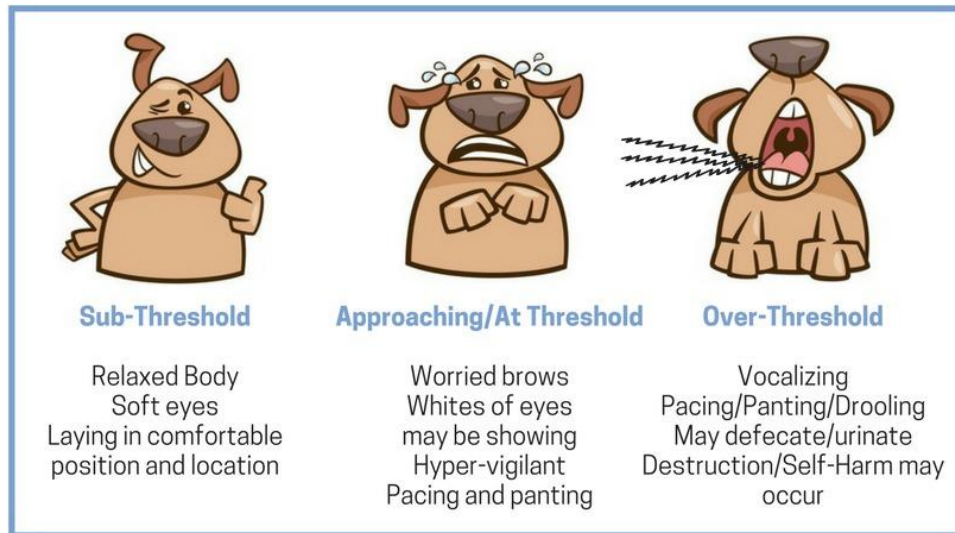 Sub-Threshold
Relaxed Body
Soft eyes
Laying in comfortable
position and location
Approaching/At Threshold
Worried brows
Whites of eyes
may be showing
Hyper-vigilant
Pacing and panting
Over-Threshold
Vocalizing
Pacing/Panting/Drooling
May defecate/urinate
Destruction/Self-Harm may
occur